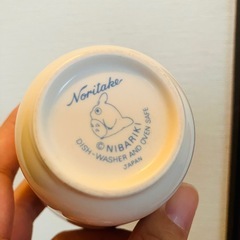 Noritake
©NIBARIKI
DISH-WASHER AND OVEN SAFE
JAPAN